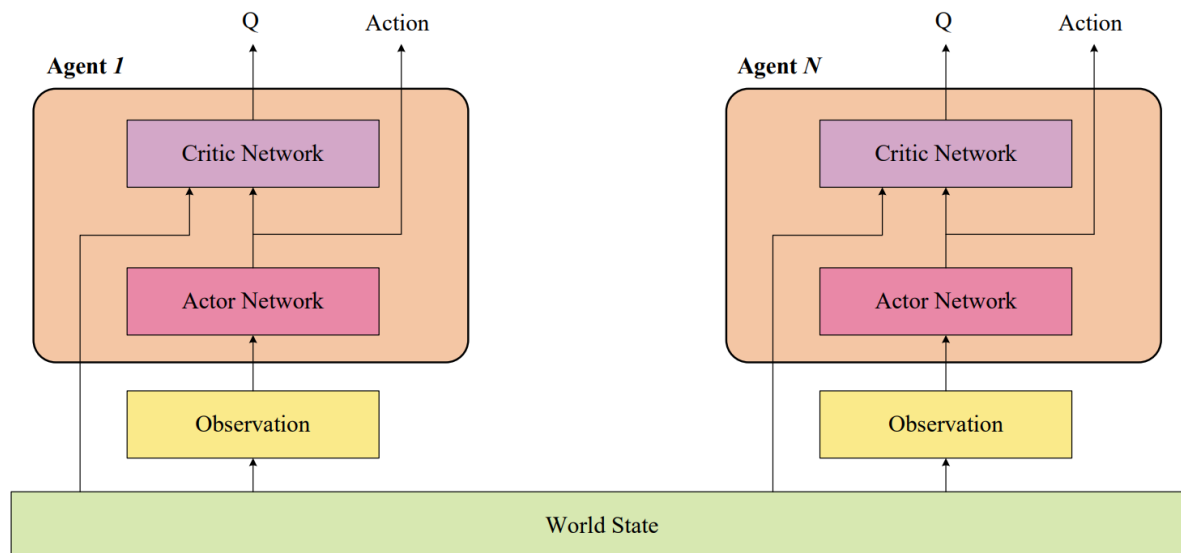 Q
Action
Agent 1
Critic Network
Actor Network
Observation
Q
Action
Agent N
Critic Network
Actor Network
Observation
World State